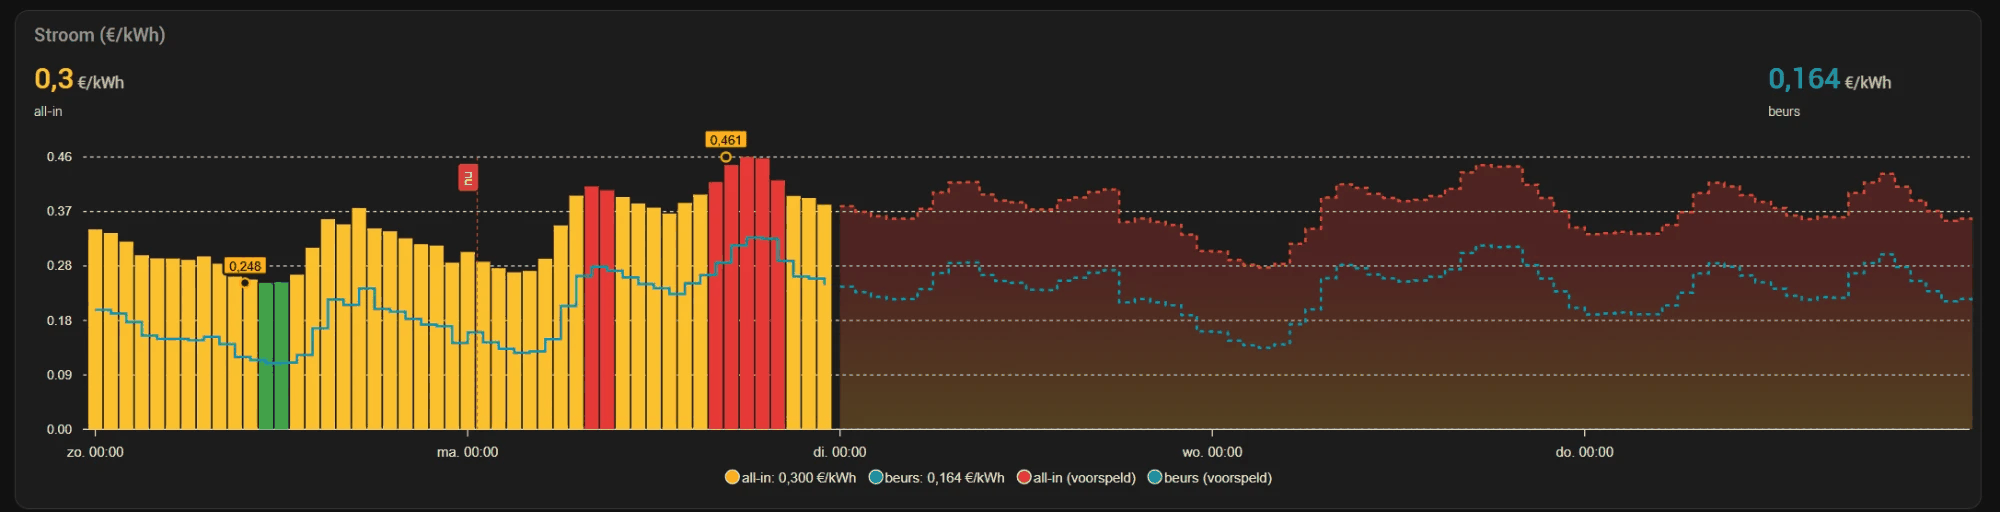 Stroom (€/kWh)
0,3 €/kWh
all-in
0,164 €/kWh
beurs
0,461
0.46
nu
0.37
0,248
0.28
0.18
0.09
0.00
zo. 00:00
ma. 00:00
di. 00:00
wo. 00:00
do. 00:00
all-in: 0,300 €/kWh beurs: 0,164 €/kWh all-in (voorspeld) beurs (voorspeld)